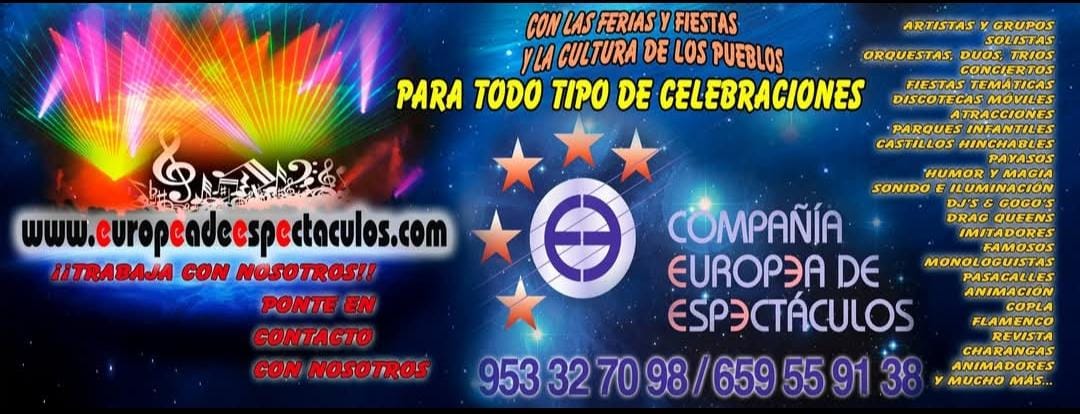 CON LAS FERIAS Y FIESTAS
Y LA CULTURA DE LOS PUEBLOS
PARA TODO TIPO DE CELEBRACIONES
www.europeadeespectaculos.com
¡¡TRABAJA CON NOSOTROS!!
PONTE EN
CONTACTO
CON NOSOTROS
COMPAÑÍA
EUROPEA DE
ESPECTÁCULOS
953 32 70 98 / 659 55 91 38
ARTISTAS Y GRUPOS
SOLISTAS
ORQUESTAS, DUOS, TRIOS
CONCIERTOS
FIESTAS TEMÁTICAS
DISCOTECAS MÓVILES
ATRACCIONES
PARQUES INFANTILES
CASTILLOS HINCHABLES
PAYASOS
HUMOR Y MAGIA
SONIDO E ILUMINACIÓN
DJ'S & GOGO'S
DRAG QUEENS
IMITADORES
FAMOSOS
MONOLOGUISTAS
PASACALLES
ANIMACIÓN
COPLA
FLAMENCO
REVISTA
CHARANGAS
ANIMADORES
Y MUCHO MÁS...